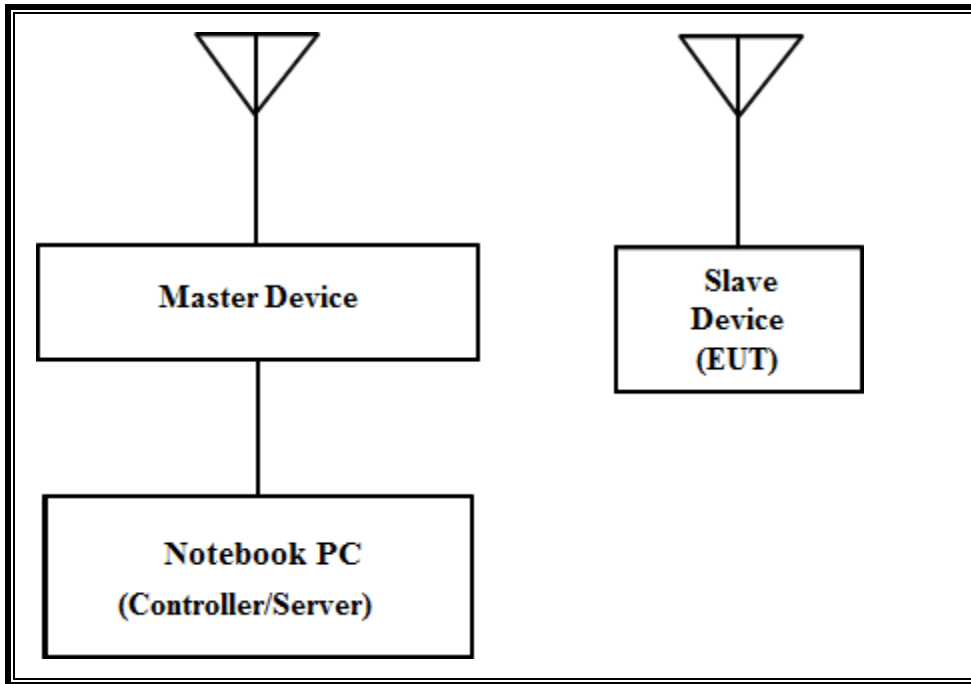 Master Device
Slave
Device
(EUT)
Notebook PC
(Controller/Server)